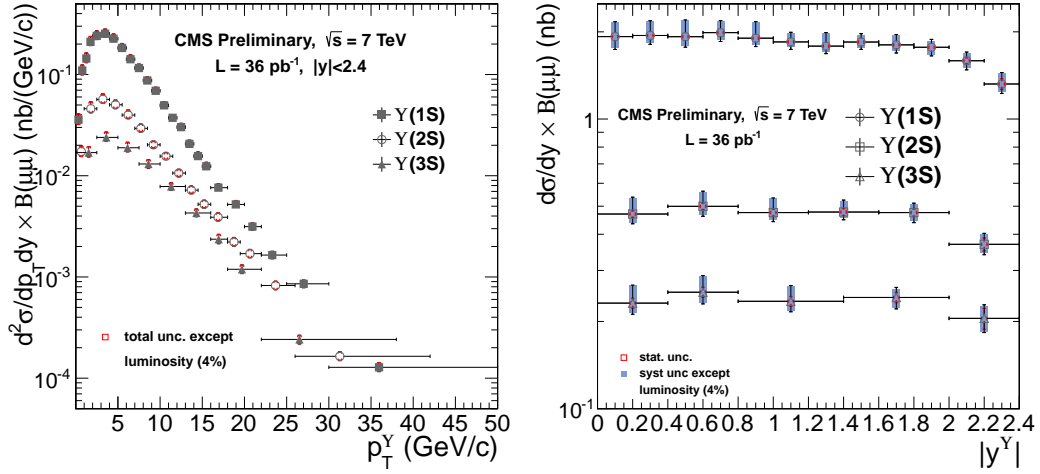 d²σ/dp_T dy × B(μμ) (nb/(GeV/c))
10⁻¹
10⁻²
10⁻³
10⁻⁴
CMS Preliminary, √s = 7 TeV
L = 36 pb⁻¹, |y|<2.4
ϒ(1S)
ϒ(2S)
ϒ(3S)
total unc. except
luminosity (4%)
5 10 15 20 25 30 35 40 45 50
p_T^ϒ (GeV/c)
dσ/dy × B(μμ) (nb)
1
10⁻¹
CMS Preliminary, √s = 7 TeV
L = 36 pb⁻¹
ϒ(1S)
ϒ(2S)
ϒ(3S)
stat. unc.
syst unc except
luminosity (4%)
0 0.2 0.4 0.6 0.8 1 1.2 1.4 1.6 1.8 2 2.2 2.4
|y^ϒ|